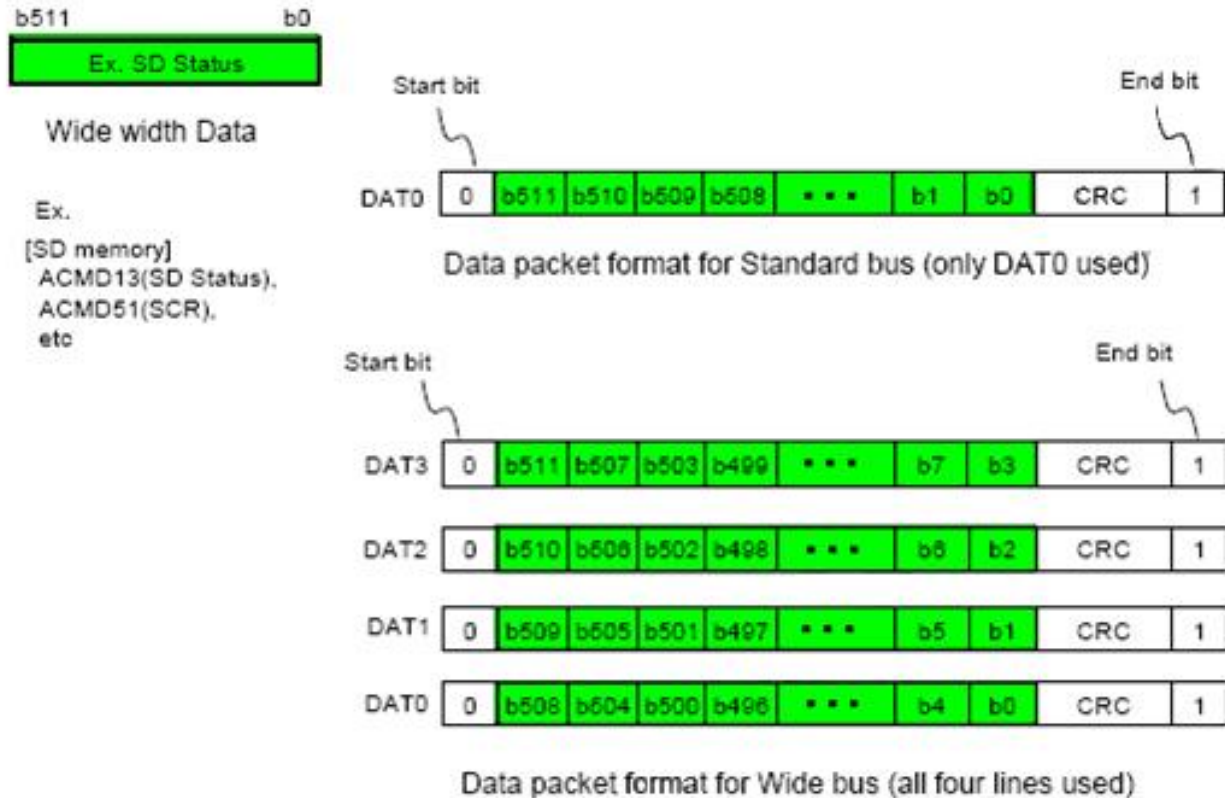 b511 b0
Ex. SD Status
Wide width Data
Ex.
[SD memory]
ACMD13(SD Status),
ACMD51(SCR),
etc
Start bit End bit
DAT0 0 b511 b510 b509 b508 ▪ ▪ ▪ b1 b0 CRC 1
Data packet format for Standard bus (only DAT0 used)
Start bit End bit
DAT3 0 b511 b507 b503 b499 ▪ ▪ ▪ b7 b3 CRC 1
DAT2 0 b510 b506 b502 b498 ▪ ▪ ▪ b6 b2 CRC 1
DAT1 0 b509 b505 b501 b497 ▪ ▪ ▪ b5 b1 CRC 1
DAT0 0 b508 b504 b500 b496 ▪ ▪ ▪ b4 b0 CRC 1
Data packet format for Wide bus (all four lines used)